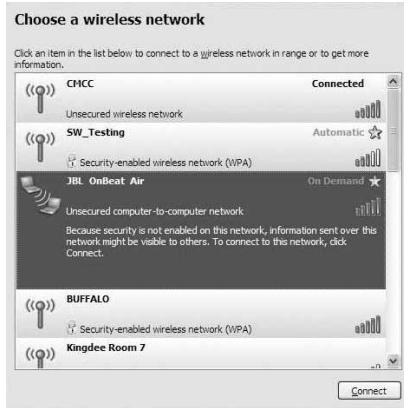 Choose a wireless network
Click an item in the list below to connect to a wireless network in range or to get more
information.
CMCC Connected
Unsecured wireless network
SW_Testing Automatic
Security-enabled wireless network (WPA)
JBL OnBeat Air On Demand
Unsecured computer-to-computer network
Because security is not enabled on this network, information sent over this
network might be visible to others. To connect to this network, click
Connect.
BUFFALO
Security-enabled wireless network (WPA)
Kingdee Room 7
Connect